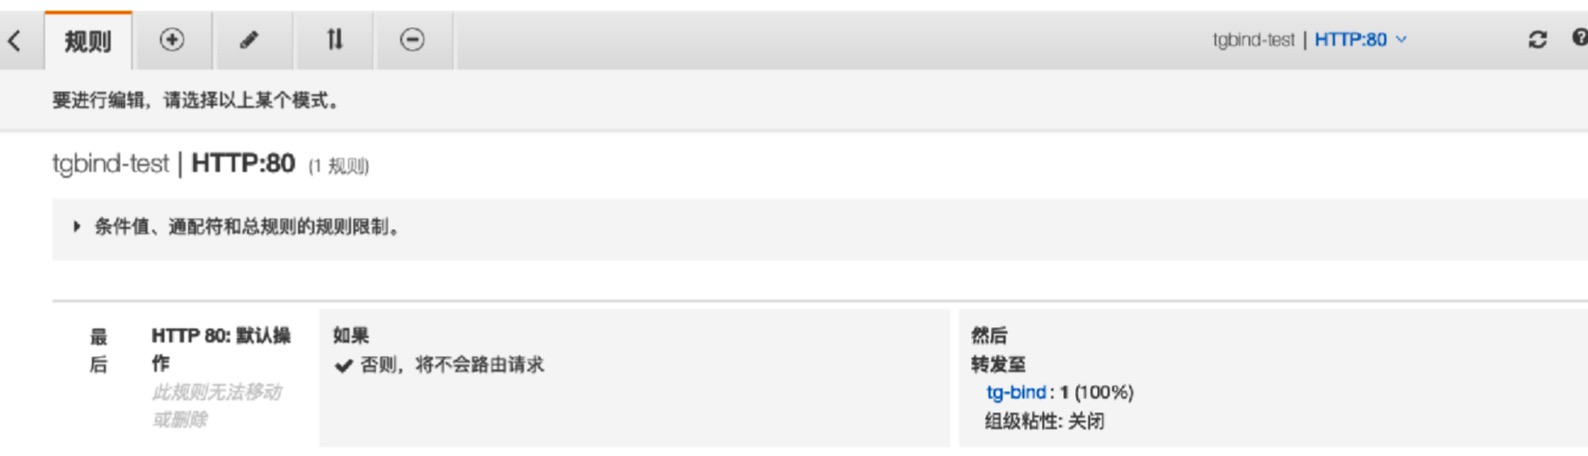 规则
tgbind-test | HTTP:80
要进行编辑，请选择以上某个模式。
tgbind-test | HTTP:80 (1 规则)
条件值、通配符和总规则的规则限制。
最
后
HTTP 80: 默认操
作
此规则无法移动
或删除
如果
否则，将不会路由请求
然后
转发至
tg-bind : 1 (100%)
组级粘性: 关闭